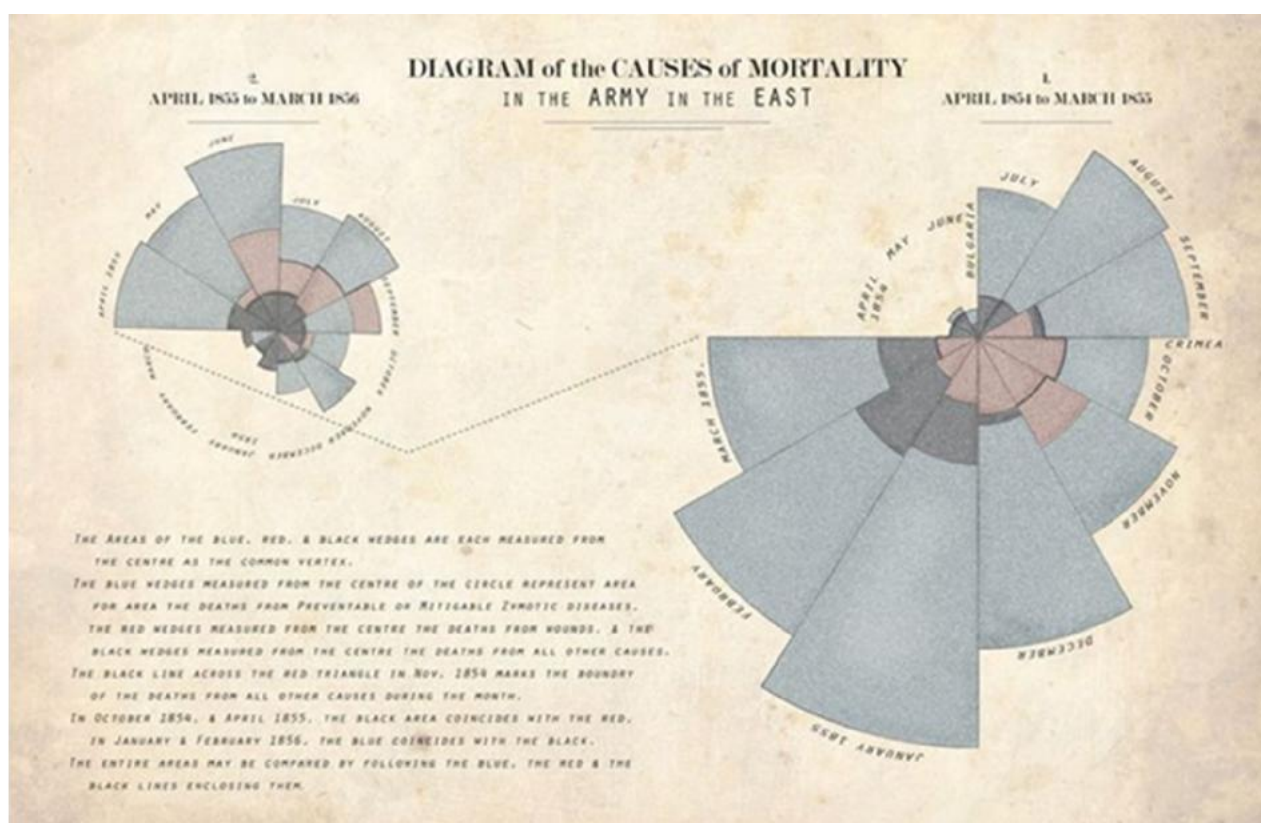 DIAGRAM of the CAUSES of MORTALITY
IN THE ARMY IN THE EAST
2.
APRIL 1855 to MARCH 1856
1.
APRIL 1854 to MARCH 1855
APRIL 1855
MAY
JUNE
JULY
AUGUST
SEPTEMBER
OCTOBER
NOVEMBER
DECEMBER
JANUARY
1856
FEBRUARY
MARCH
APRIL
1854
MAY
JUNE
BULGARIA
JULY
AUGUST
SEPTEMBER
CRIMEA
OCTOBER
NOVEMBER
DECEMBER
JANUARY 1855
FEBRUARY
MARCH 1855.
THE AREAS OF THE BLUE, RED, & BLACK WEDGES ARE EACH MEASURED FROM
THE CENTRE AS THE COMMON VERTEX.
THE BLUE WEDGES MEASURED FROM THE CENTRE OF THE CIRCLE REPRESENT AREA
FOR AREA THE DEATHS FROM PREVENTABLE OR MITIGABLE ZYMOTIC DISEASES,
THE RED WEDGES MEASURED FROM THE CENTRE THE DEATHS FROM WOUNDS, & THE
BLACK WEDGES MEASURED FROM THE CENTRE THE DEATHS FROM ALL OTHER CAUSES.
THE BLACK LINE ACROSS THE RED TRIANGLE IN NOV. 1854 MARKS THE BOUNDRY
OF THE DEATHS FROM ALL OTHER CAUSES DURING THE MONTH.
IN OCTOBER 1854, & APRIL 1855, THE BLACK AREA COINCIDES WITH THE RED,
IN JANUARY & FEBRUARY 1856, THE BLUE COINCIDES WITH THE BLACK.
THE ENTIRE AREAS MAY BE COMPARED BY FOLLOWING THE BLUE, THE RED & THE
BLACK LINES ENCLOSING THEM.